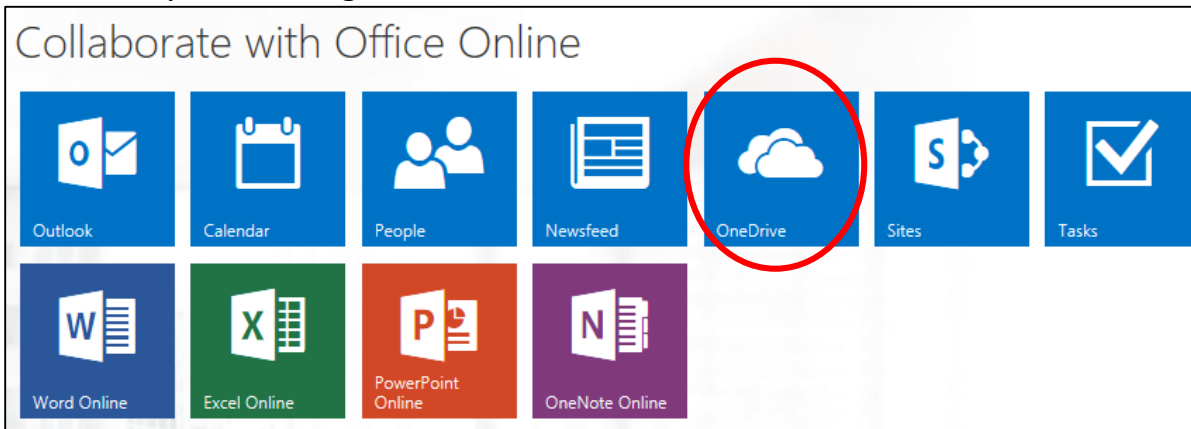 Collaborate with Office Online
Outlook
Calendar
People
Newsfeed
OneDrive
Sites
Tasks
Word Online
Excel Online
PowerPoint
Online
OneNote Online